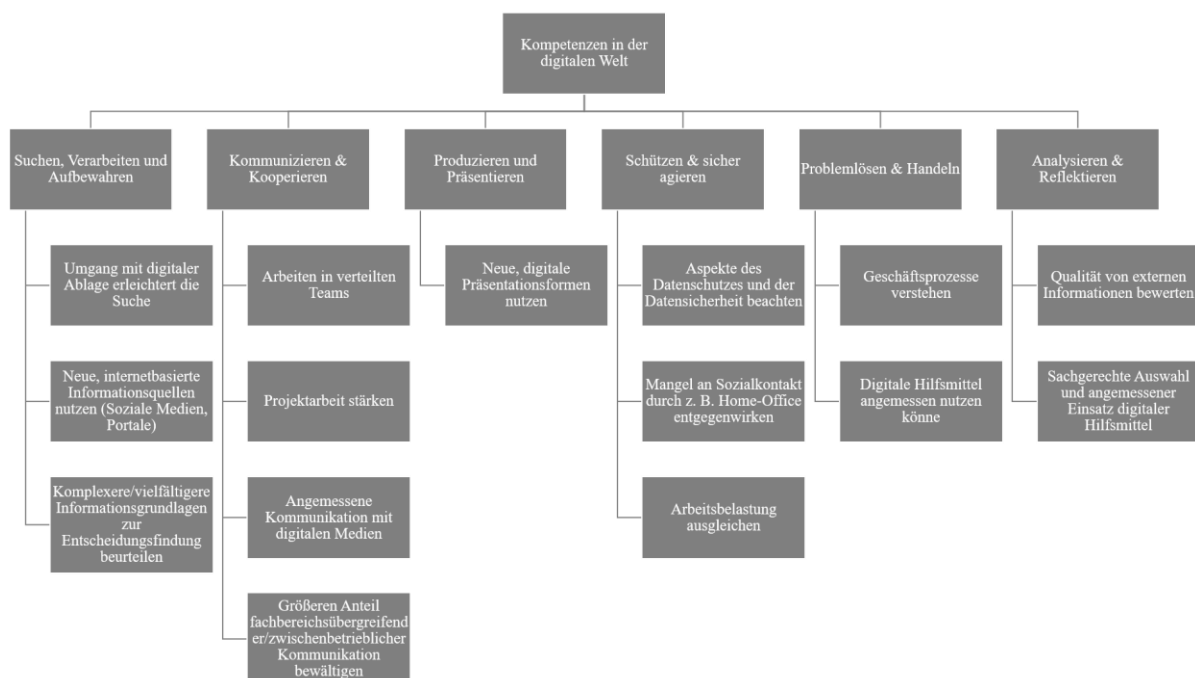 Kompetenzen in der
digitalen Welt
Suchen, Verarbeiten und
Aufbewahren
Umgang mit digitaler
Ablage erleichtert die
Suche
Neue, internetbasierte
Informationsquellen
nutzen (Soziale Medien,
Portale)
Komplexere/vielfältigere
Informationsgrundlagen
zur
Entscheidungsfindung
beurteilen
Kommunizieren &
Kooperieren
Arbeiten in verteilten
Teams
Projektarbeit stärken
Angemessene
Kommunikation mit
digitalen Medien
Größeren Anteil
fachbereichsübergreifend
er/zwischenbetrieblicher
Kommunikation
bewältigen
Produzieren und
Präsentieren
Neue, digitale
Präsentationsformen
nutzen
Schützen & sicher
agieren
Aspekte des
Datenschutzes und der
Datensicherheit beachten
Mangel an Sozialkontakt
durch z. B. Home-Office
entgegenwirken
Arbeitsbelastung
ausgleichen
Problemlösen & Handeln
Geschäftsprozesse
verstehen
Digitale Hilfsmittel
angemessen nutzen
könne
Analysieren &
Reflektieren
Qualität von externen
Informationen bewerten
Sachgerechte Auswahl
und angemessener
Einsatz digitaler
Hilfsmittel